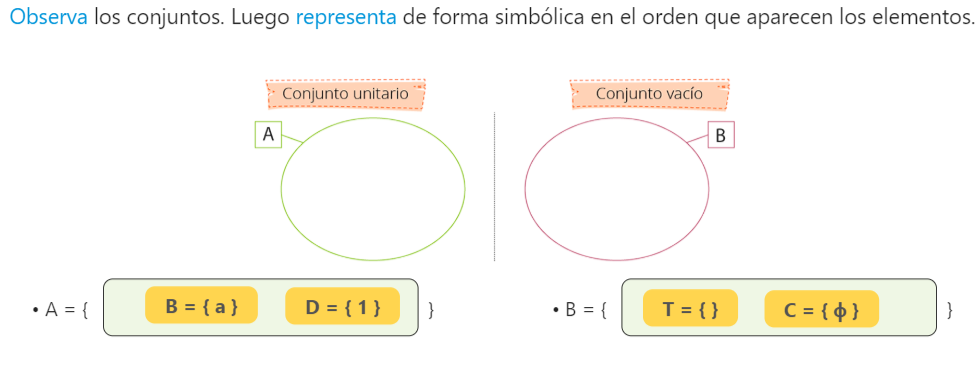 Observa los conjuntos. Luego representa de forma simbólica en el orden que aparecen los elementos.
Conjunto unitario
Conjunto vacío
A
B
• A = { B = { a } D = { 1 } }
• B = { T = { } C = { ϕ } }